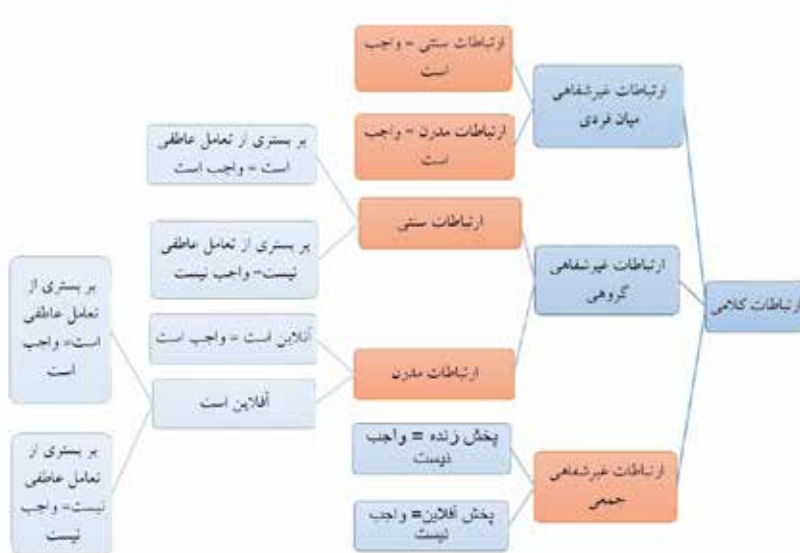 ارتباطات کلامی
ارتباطات غیرشفاهی
میان فردی
ارتباطات سنتی = واجب
است
ارتباطات مدرن = واجب
است
ارتباطات غیرشفاهی
گروهی
ارتباطات سنتی
بر بستری از تعامل عاطفی
است = واجب است
بر بستری از تعامل عاطفی
نیست= واجب نیست
ارتباطات مدرن
آنلاین است = واجب است
آفلاین است
بر بستری از
تعامل عاطفی
است= واجب
است
بر بستری از
تعامل عاطفی
نیست= واجب
نیست
ارتباطات غیرشفاهی
جمعی
پخش زنده = واجب
نیست
پخش آفلاین= واجب
نیست